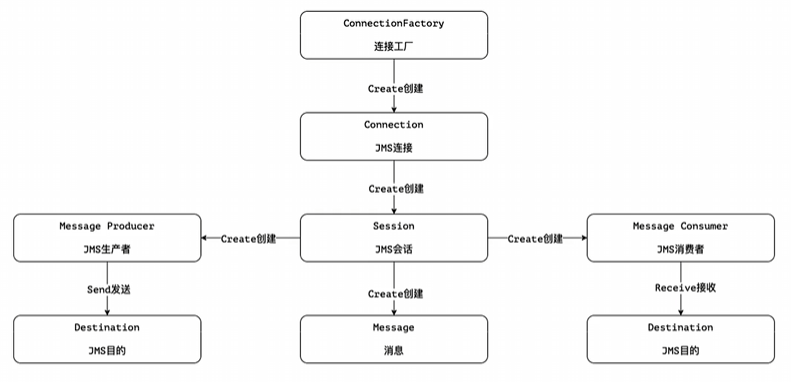 ConnectionFactory
连接工厂
Create创建
Connection
JMS连接
Create创建
Message Producer
JMS生产者
Create创建
Session
JMS会话
Create创建
Message Consumer
JMS消费者
Send发送
Create创建
Receive接收
Destination
JMS目的
Message
消息
Destination
JMS目的